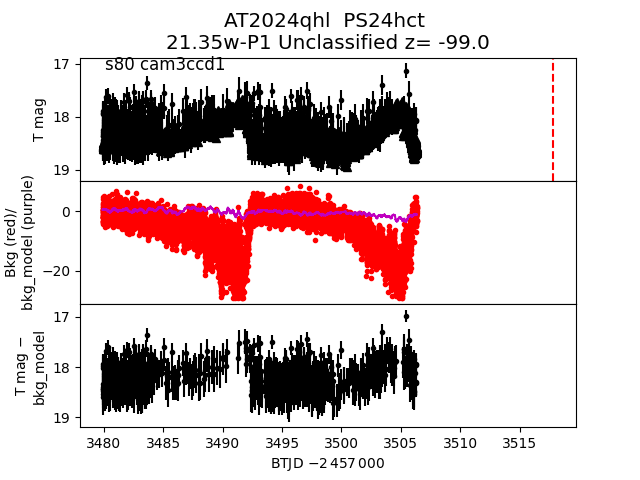 AT2024qhl  PS24hct
21.35w-P1 Unclassified z= -99.0
s80 cam3ccd1
17
18
19
T mag
0
−20
Bkg (red)/
bkg_model (purple)
17
18
19
T mag −
bkg_model
3480 3485 3490 3495 3500 3505 3510 3515
BTJD −2 457 000